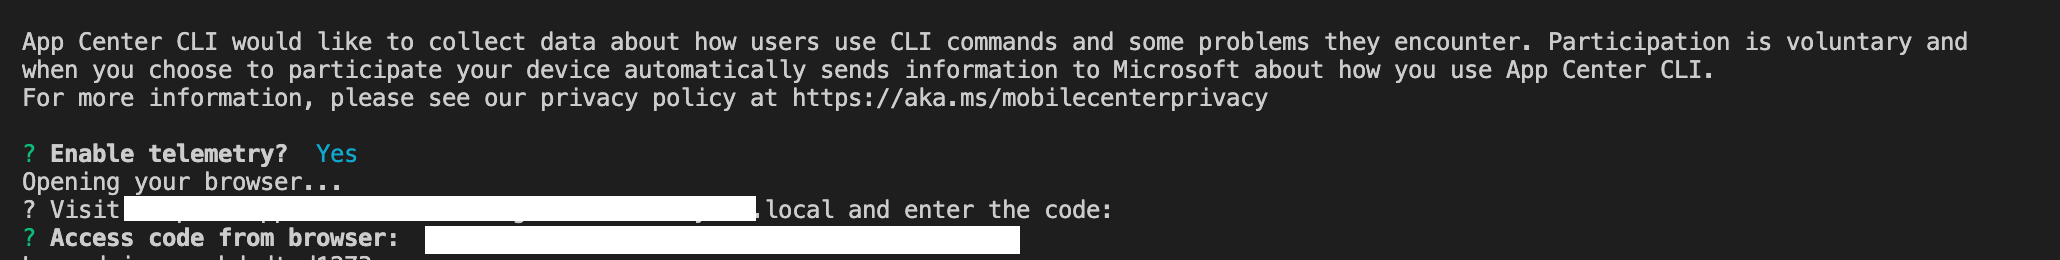 App Center CLI would like to collect data about how users use CLI commands and some problems they encounter. Participation is voluntary and
when you choose to participate your device automatically sends information to Microsoft about how you use App Center CLI.
For more information, please see our privacy policy at https://aka.ms/mobilecenterprivacy
? Enable telemetry? Yes
Opening your browser...
? Visit .local and enter the code:
? Access code from browser: